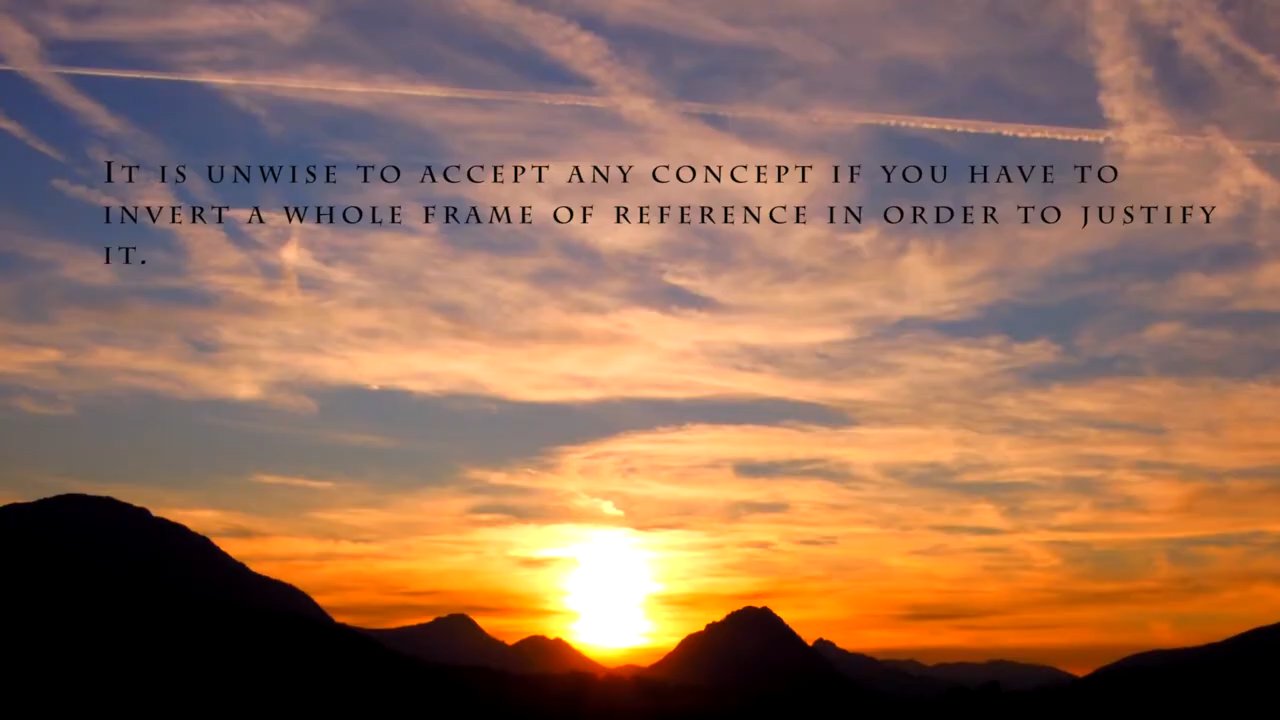 It is unwise to accept any concept if you have to
invert a whole frame of reference in order to justify
it.